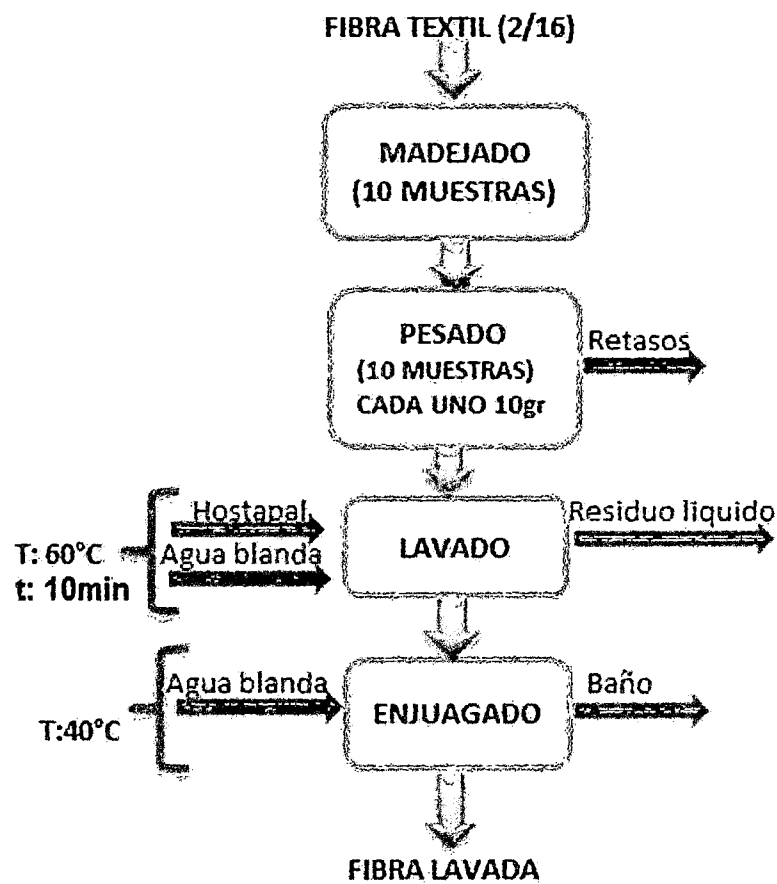 FIBRA TEXTIL (2/16)
MADEJADO
(10 MUESTRAS)
PESADO
(10 MUESTRAS)
CADA UNO 10gr
Retasos
Hostapal
Agua blanda
T: 60°C
t: 10min
LAVADO
Residuo liquido
Agua blanda
T:40°C
ENJUAGADO
Baño
FIBRA LAVADA